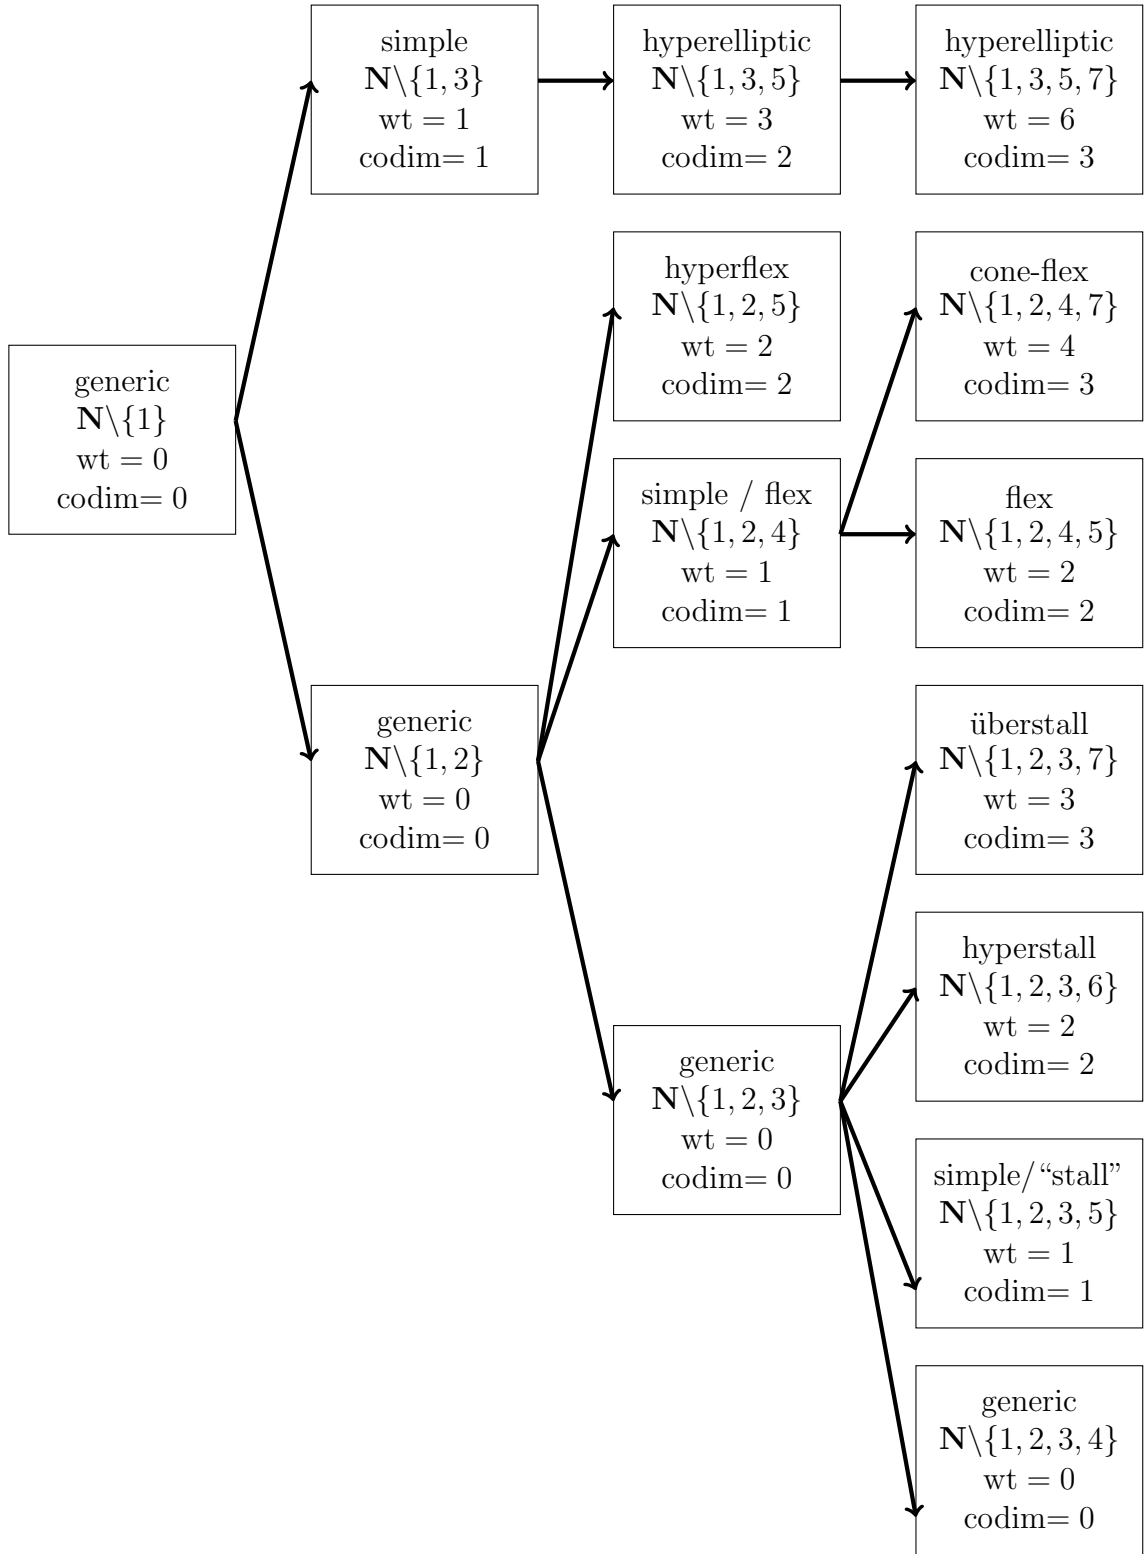 generic
N\{1}
wt = 0
codim= 0
simple
N\{1, 3}
wt = 1
codim= 1
generic
N\{1, 2}
wt = 0
codim= 0
hyperelliptic
N\{1, 3, 5}
wt = 3
codim= 2
hyperflex
N\{1, 2, 5}
wt = 2
codim= 2
simple / flex
N\{1, 2, 4}
wt = 1
codim= 1
generic
N\{1, 2, 3}
wt = 0
codim= 0
hyperelliptic
N\{1, 3, 5, 7}
wt = 6
codim= 3
cone-flex
N\{1, 2, 4, 7}
wt = 4
codim= 3
flex
N\{1, 2, 4, 5}
wt = 2
codim= 2
überstall
N\{1, 2, 3, 7}
wt = 3
codim= 3
hyperstall
N\{1, 2, 3, 6}
wt = 2
codim= 2
simple/“stall”
N\{1, 2, 3, 5}
wt = 1
codim= 1
generic
N\{1, 2, 3, 4}
wt = 0
codim= 0